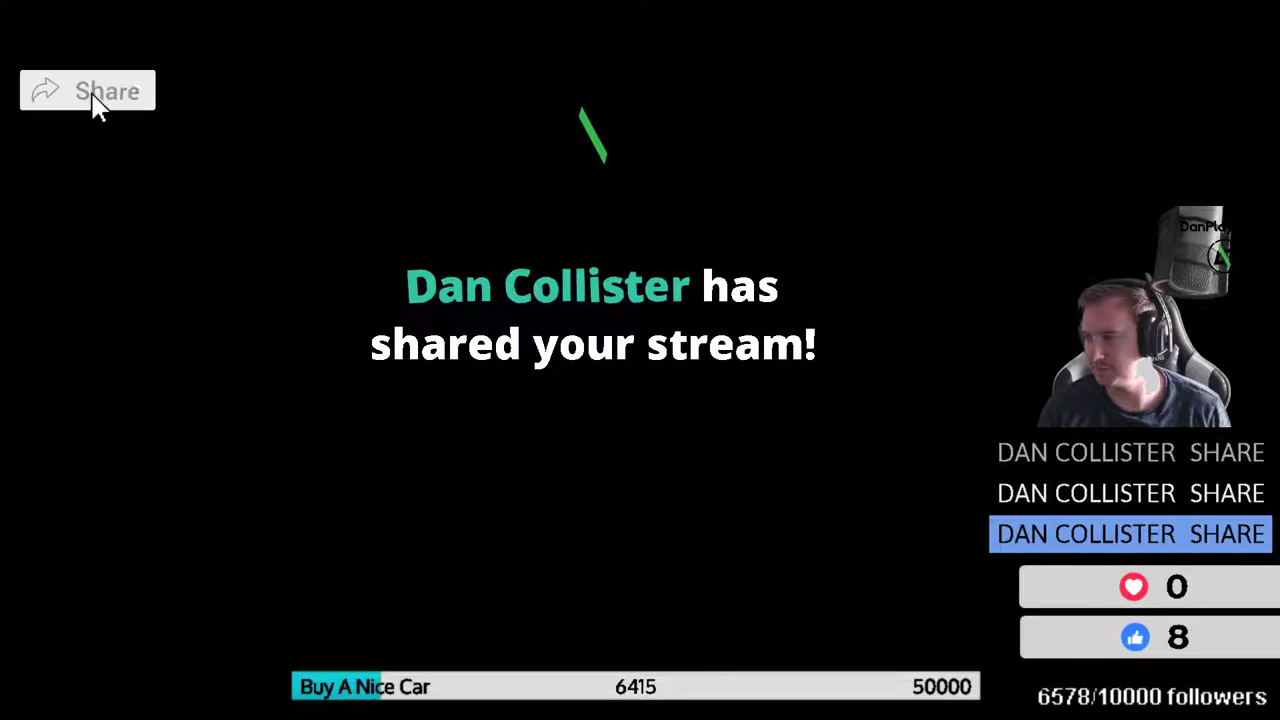 Share
Dan Collister has
shared your stream!
DAN COLLISTER SHARE
DAN COLLISTER SHARE
DAN COLLISTER SHARE
0
8
Buy A Nice Car 6415 50000
6578/10000 followers